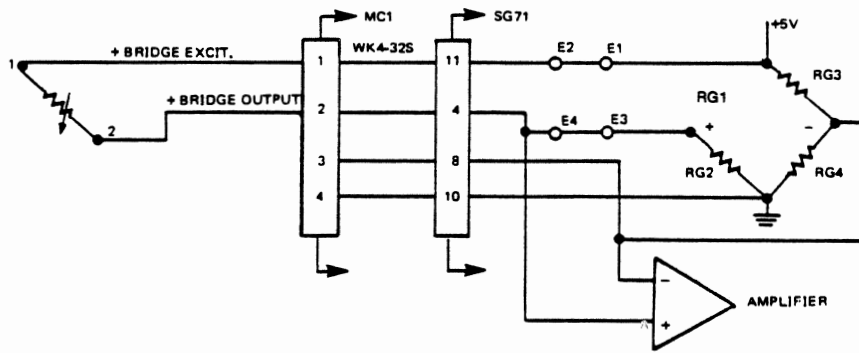 MC1
SG71
+5V
+ BRIDGE EXCIT.
WK4-32S
1
1
11
E2
E1
RG3
+ BRIDGE OUTPUT
2
4
RG1
2
E4
E3
+
−
3
8
RG2
RG4
4
10
−
AMPLIFIER
+